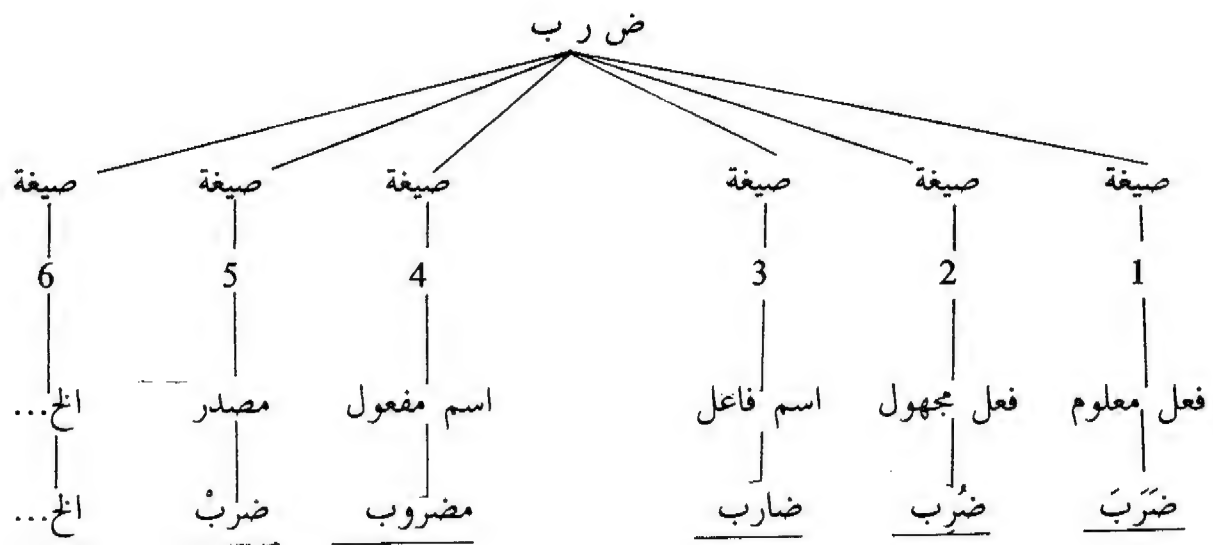 ض ر ب
صيغة صيغة صيغة صيغة صيغة صيغة
1 2 3 4 5 6
فعل معلوم فعل مجهول اسم فاعل اسم مفعول مصدر الخ...
ضَرَبَ ضُرِب ضارب مضروب ضربْ الخ...